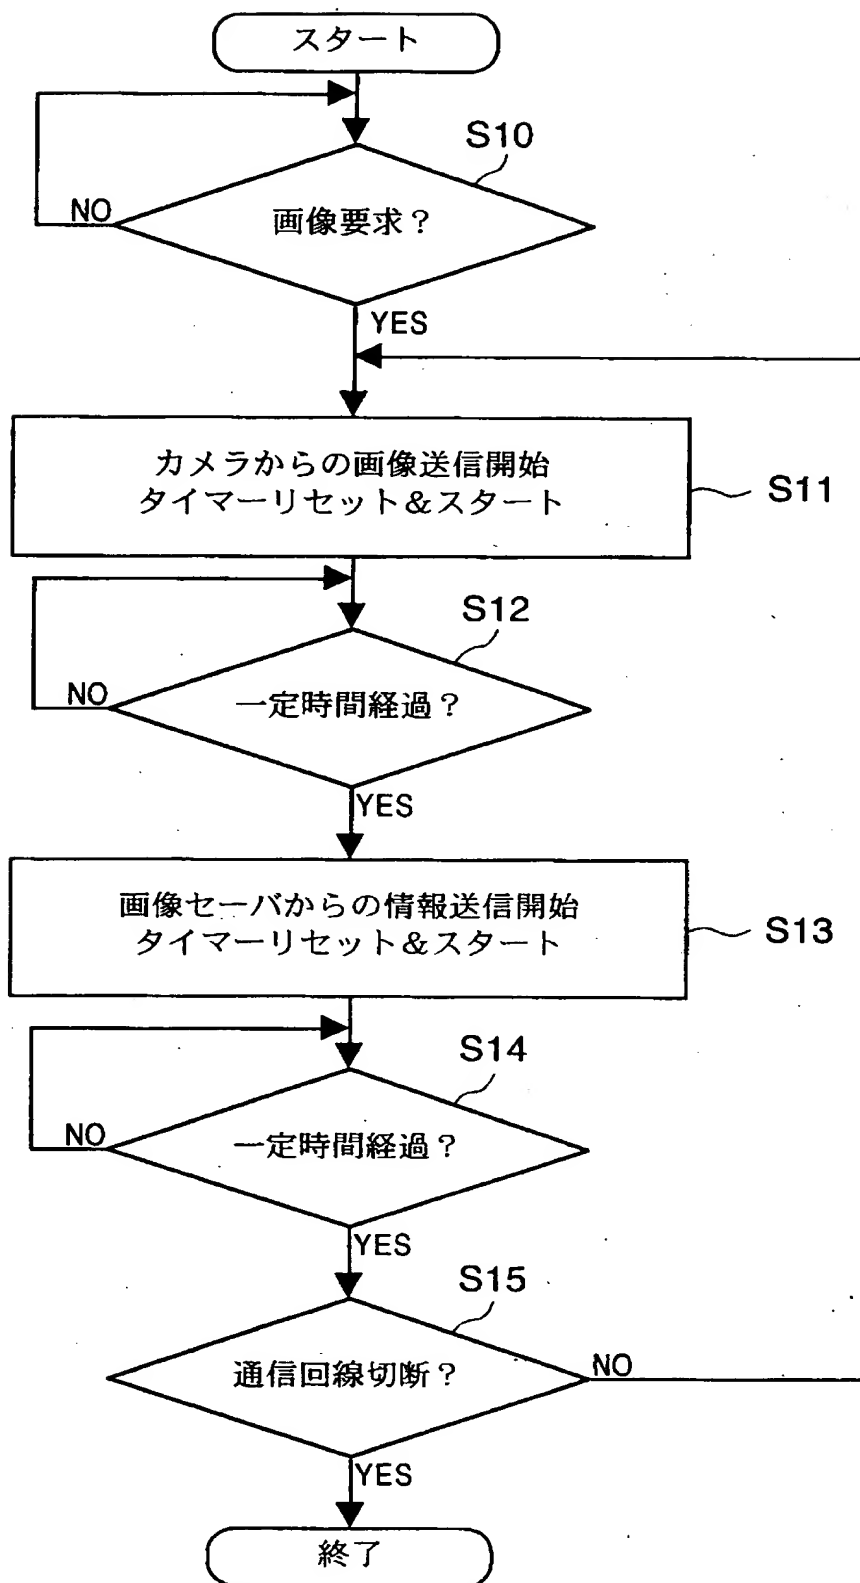 スタート
S10
NO
画像要求？
YES
カメラからの画像送信開始
タイマーリセット＆スタート
S11
S12
NO
一定時間経過？
YES
画像セーバからの情報送信開始
タイマーリセット＆スタート
S13
S14
NO
一定時間経過？
YES
S15
通信回線切断？
NO
YES
終了